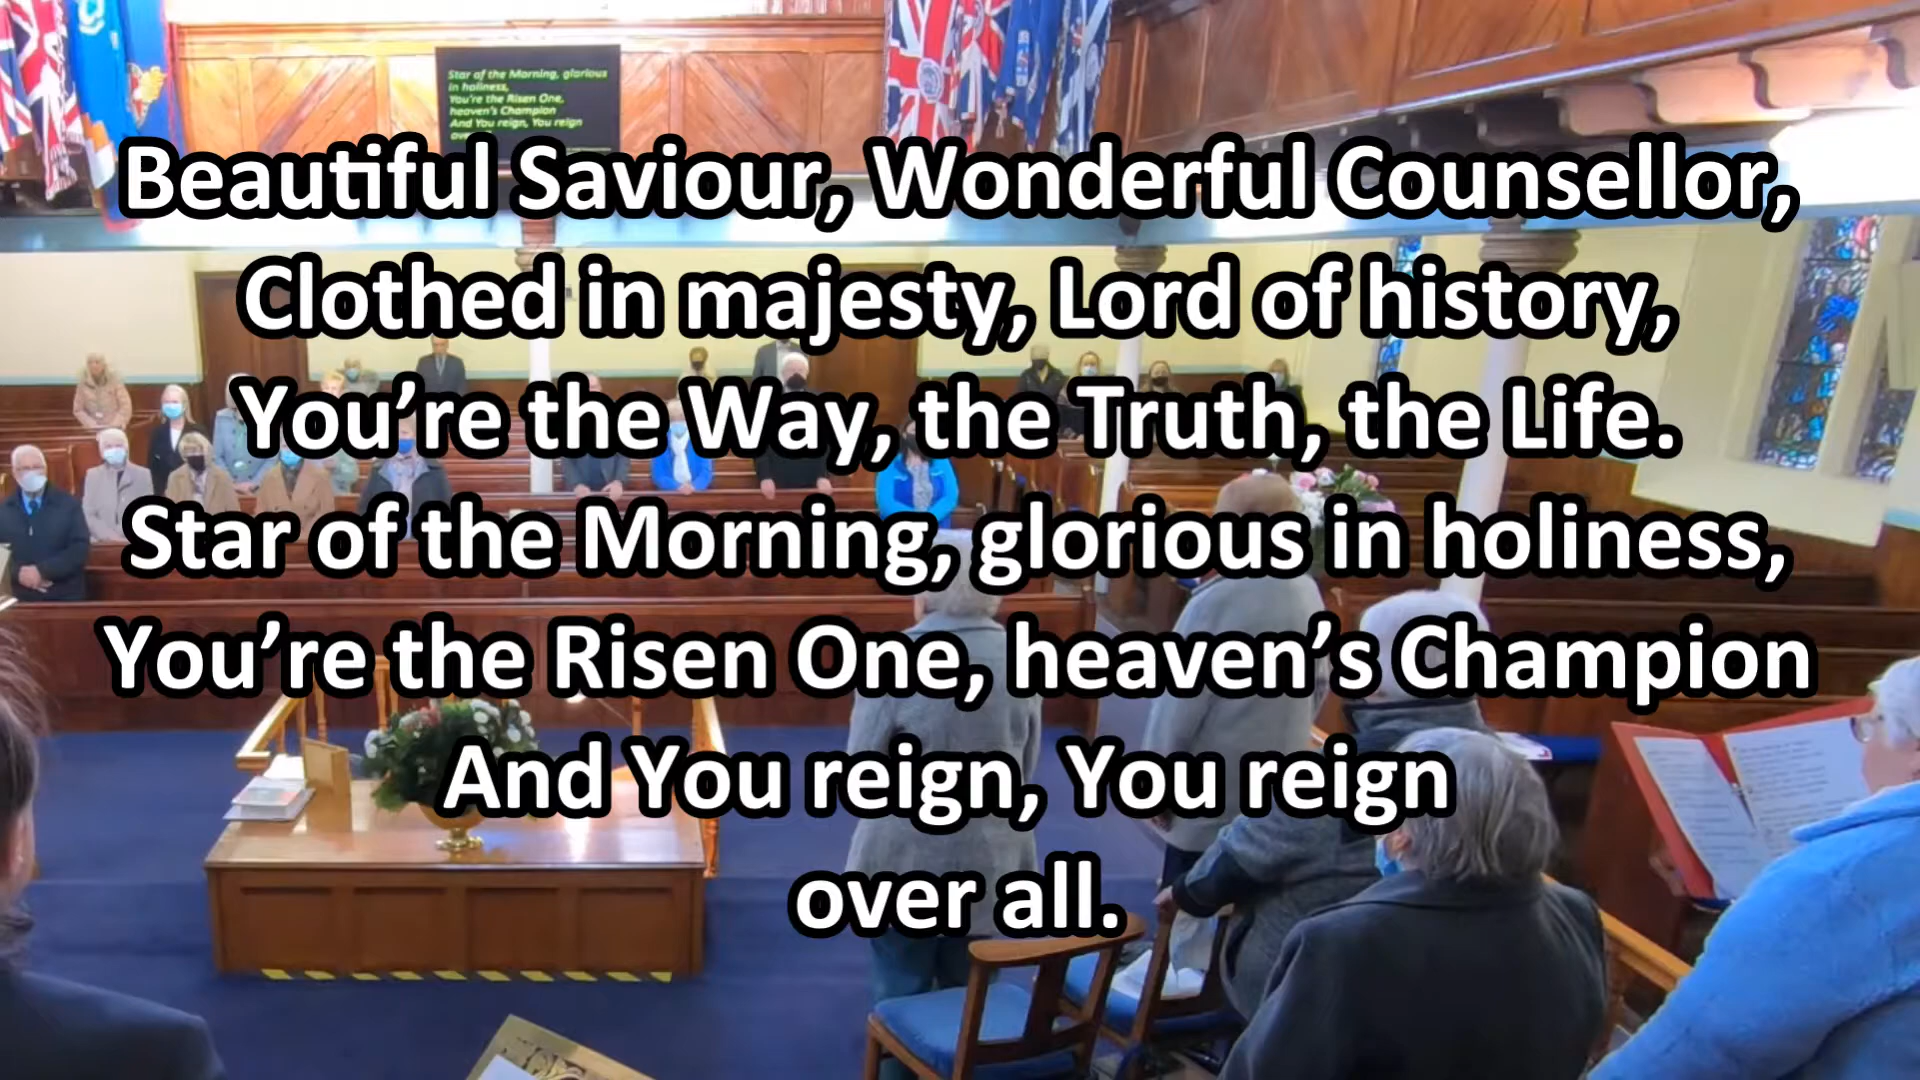 Star of the Morning, glorious
in holiness,
You're the Risen One,
heaven's Champion
And You reign, You reign
Beautiful Saviour, Wonderful Counsellor,
Clothed in majesty, Lord of history,
You’re the Way, the Truth, the Life.
Star of the Morning, glorious in holiness,
You’re the Risen One, heaven’s Champion
And You reign, You reign
over all.